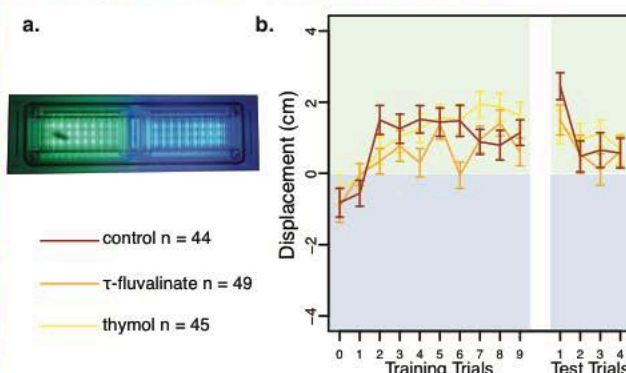 a.
b.
control n = 44
τ-fluvalinate n = 49
thymol n = 45
Displacement (cm)
4
2
0
−2
−4
0 1 2 3 4 5 6 7 8 9
1 2 3 4
Training Trials
Test Trials